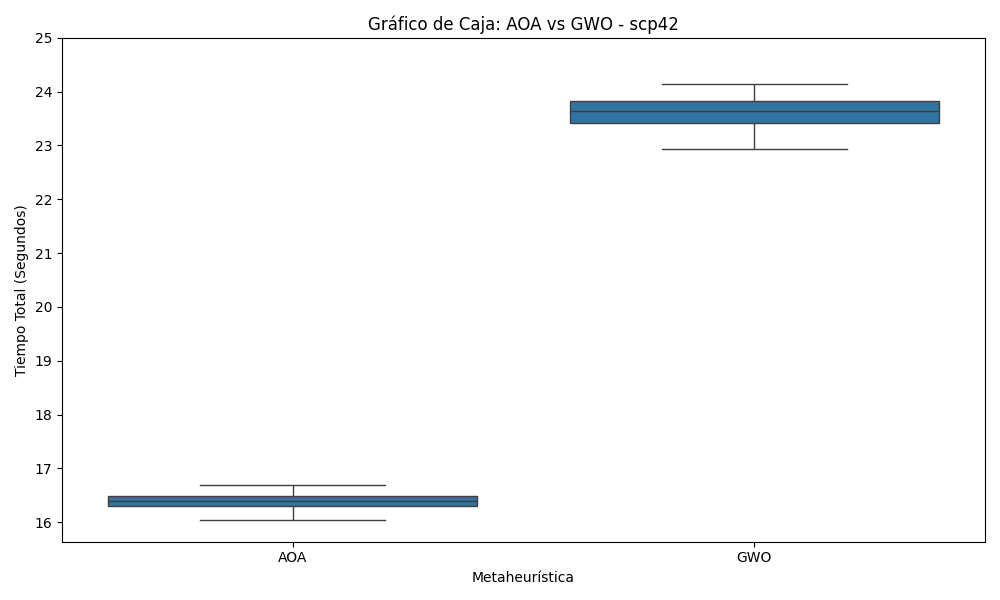 Gráfico de Caja: AOA vs GWO - scp42
Tiempo Total (Segundos)
25
24
23
22
21
20
19
18
17
16
AOA
GWO
Metaheurística